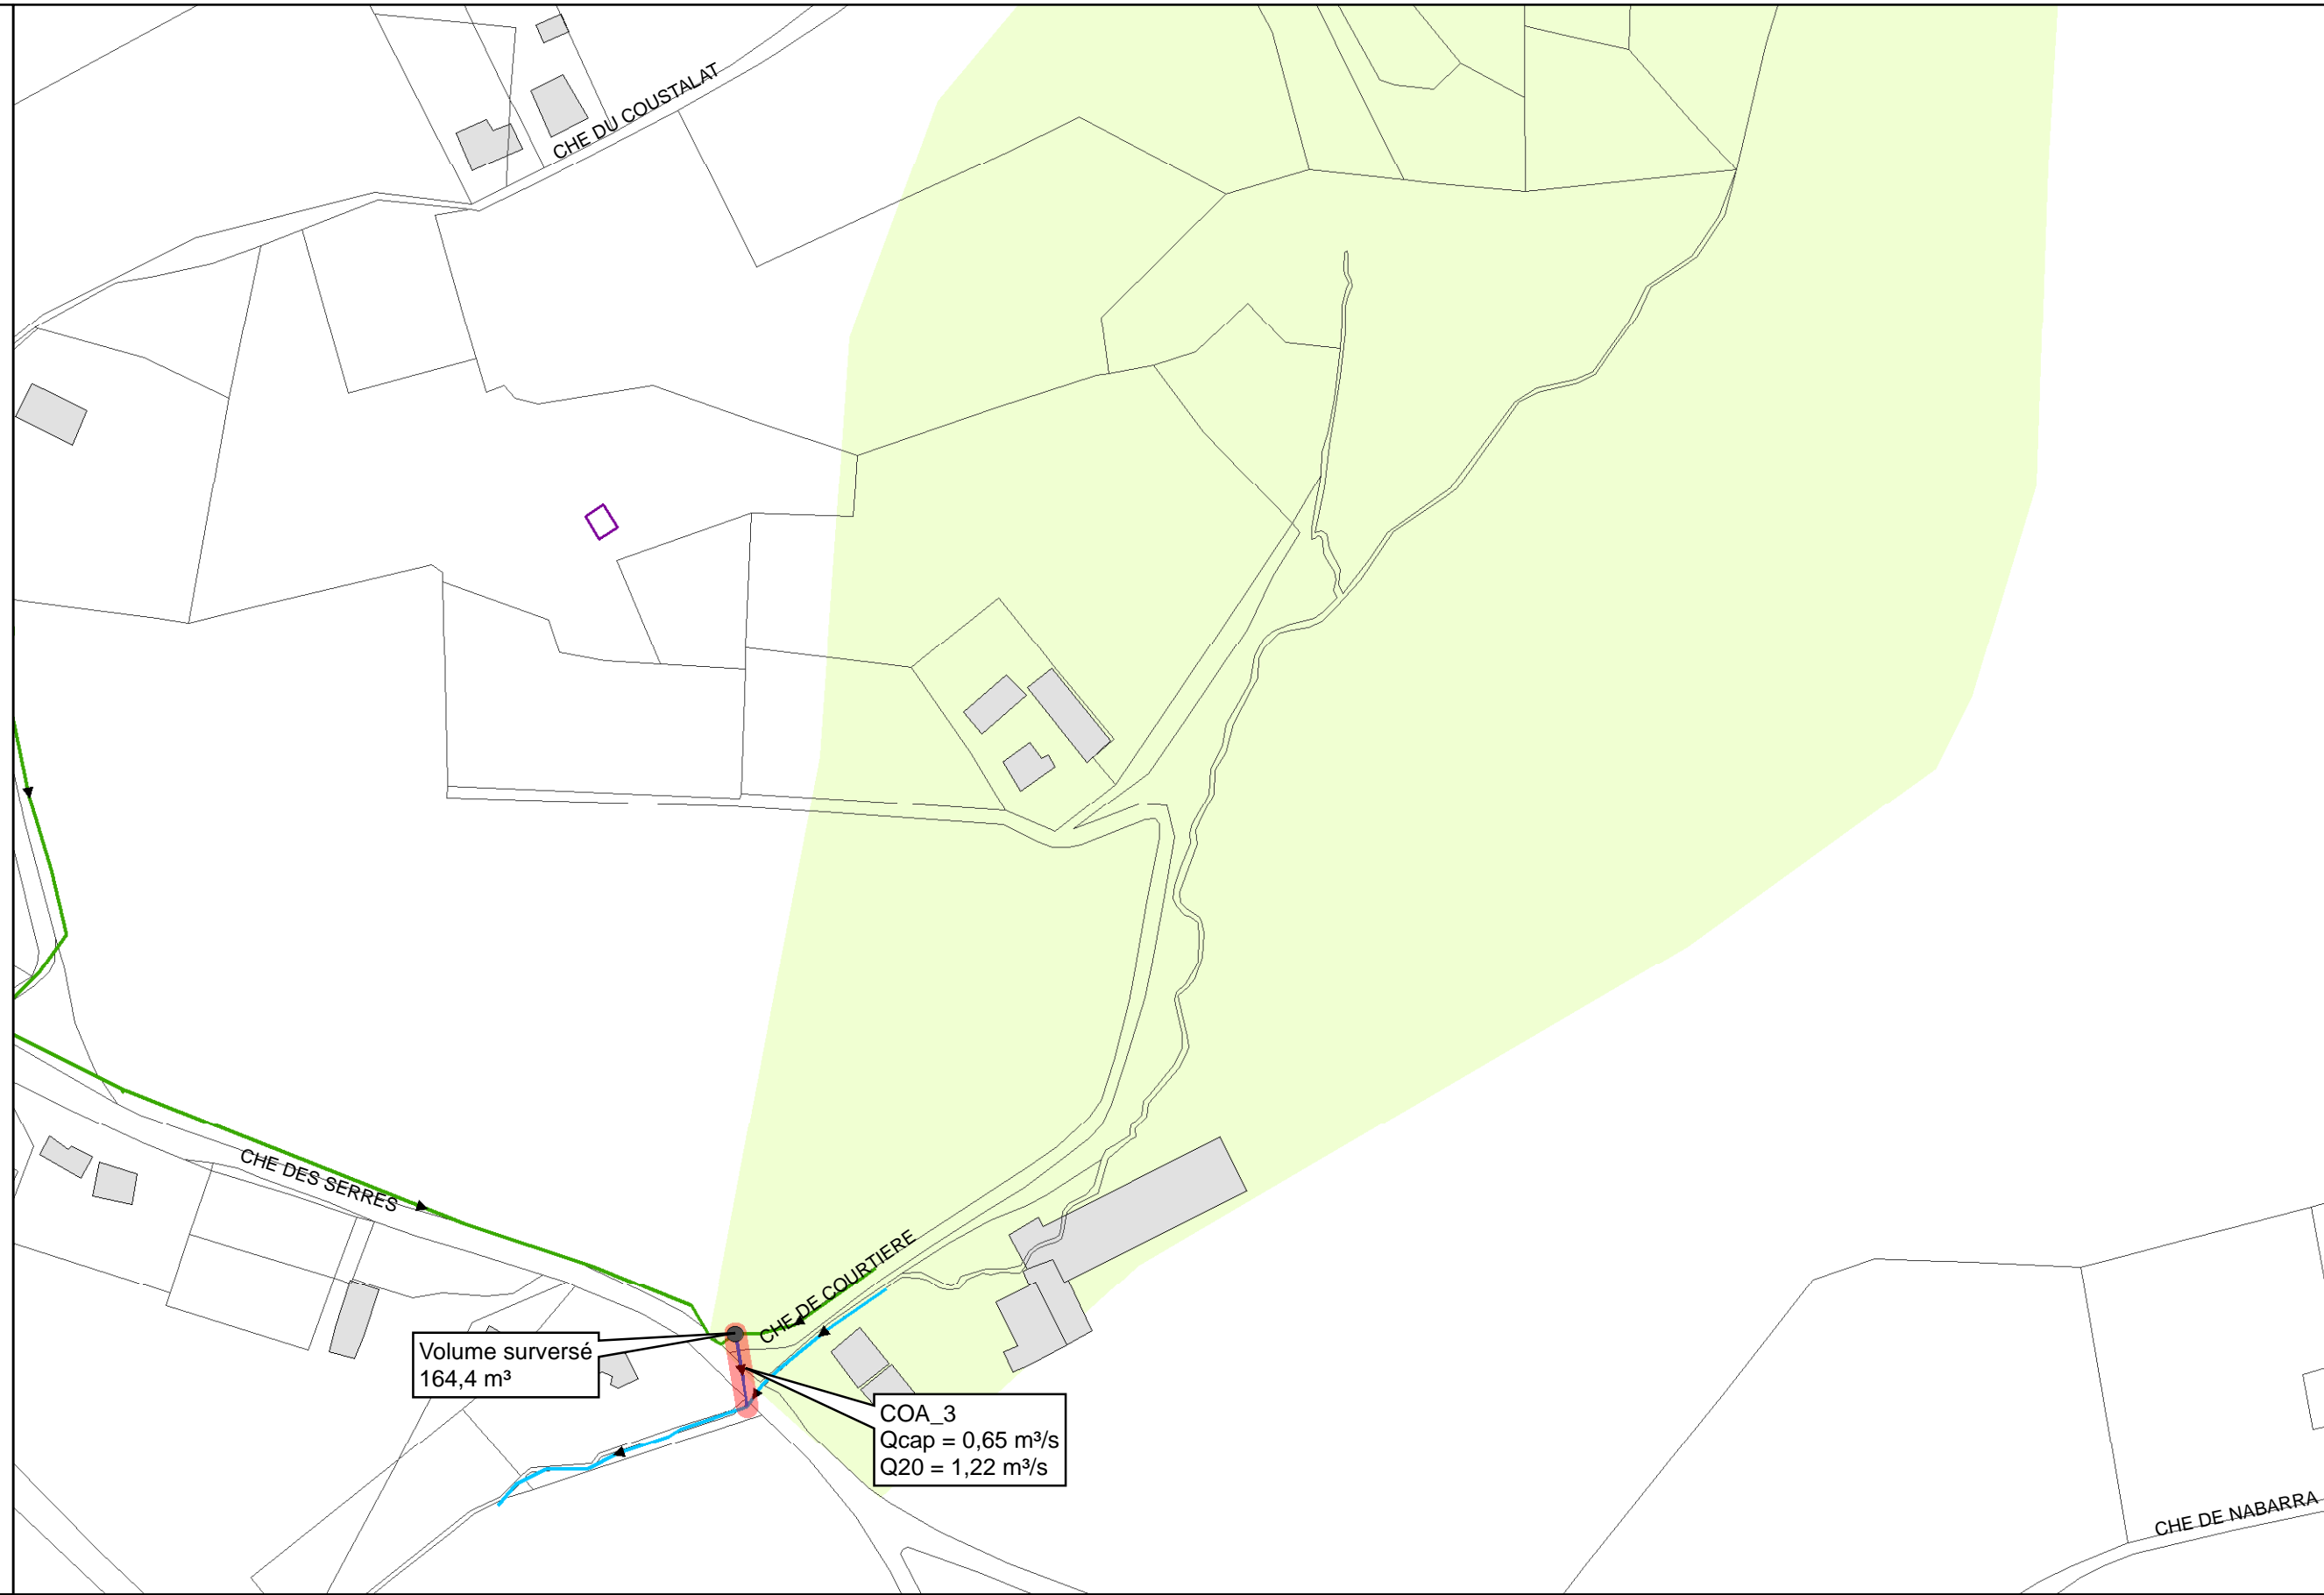 CHE DU COUSTALAT
CHE DES SERRES
CHE DE COURTIERE
Volume surversé
164,4 m³
COA_3
Qcap = 0,65 m³/s
Q20 = 1,22 m³/s
CHE DE NABARRA